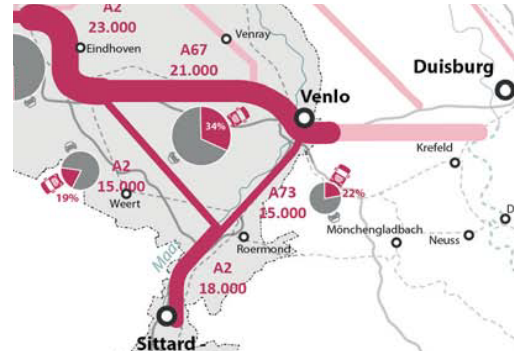 A2
23.000
Eindhoven
Venray
A67
21.000
Venlo
Duisburg
34%
Krefeld
A2
15.000
19%
Weert
A73
15.000
22%
Mönchengladbach
Neuss
D
Maas
Roermond
A2
18.000
Sittard -